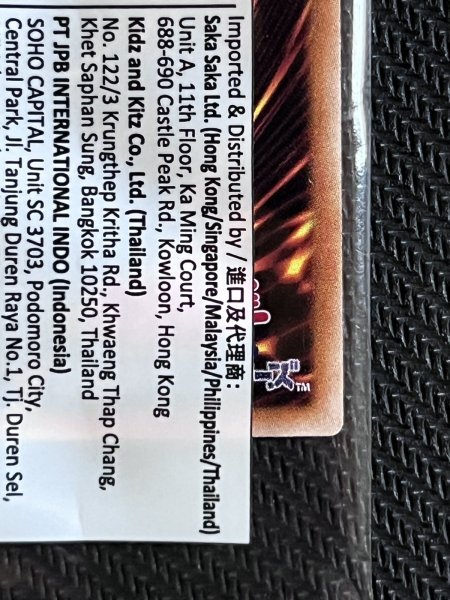 Imported & Distributed by / 進口及代理商:
Saka Saka Ltd. (Hong Kong/Singapore/Malaysia/Philippines/Thailand)
Unit A, 11th Floor, Ka Ming Court,
688-690 Castle Peak Rd., Kowloon, Hong Kong
Kidz and Kitz Co., Ltd. (Thailand)
No. 122/3 Krungthep Kritha Rd., Khwaeng Thap Chang,
Khet Saphan Sung, Bangkok 10250, Thailand
PT JPB INTERNATIONAL INDO (Indonesia)
SOHO CAPITAL, Unit SC 3703, Podomoro City,
Central Park, Jl. Tanjung Duren Raya No.1, Tj. Duren Sel,
TM